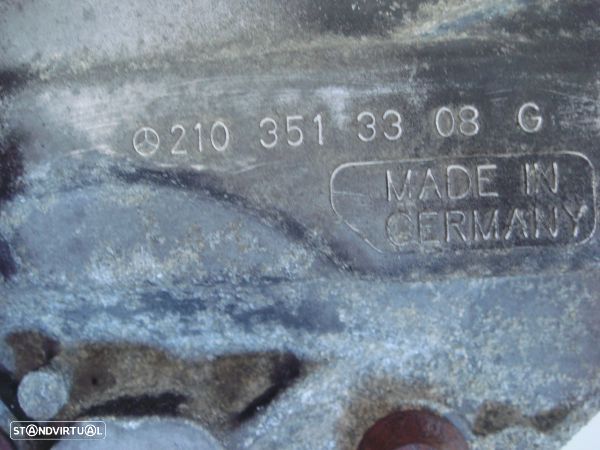 210 351 33 08 G
MADE IN
GERMANY
STANDVIRTUAL